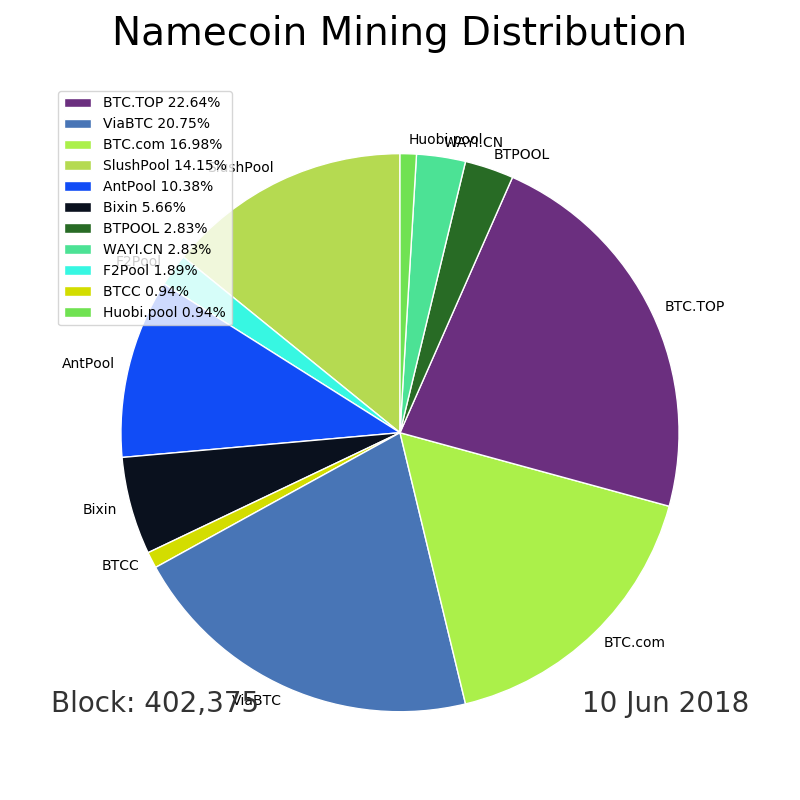 Namecoin Mining Distribution
BTC.TOP 22.64%
ViaBTC 20.75%
BTC.com 16.98%
SlushPool 14.15%
AntPool 10.38%
Bixin 5.66%
BTPOOL 2.83%
WAYI.CN 2.83%
F2Pool 1.89%
BTCC 0.94%
Huobi.pool 0.94%
Huobi.pool
WAYI.CN
BTPOOL
SlushPool
F2Pool
BTC.TOP
AntPool
Bixin
BTCC
BTC.com
ViaBTC
Block: 402,375
10 Jun 2018